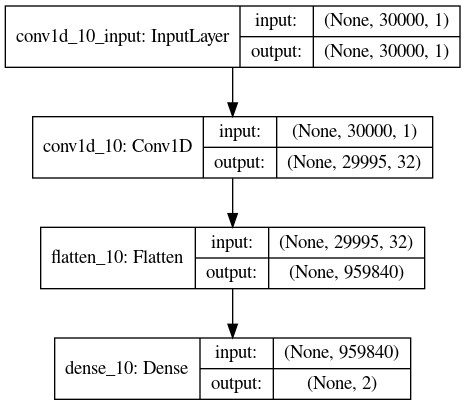 conv1d_10_input: InputLayer
input: (None, 30000, 1)
output: (None, 30000, 1)
conv1d_10: Conv1D
input: (None, 30000, 1)
output: (None, 29995, 32)
flatten_10: Flatten
input: (None, 29995, 32)
output: (None, 959840)
dense_10: Dense
input: (None, 959840)
output: (None, 2)